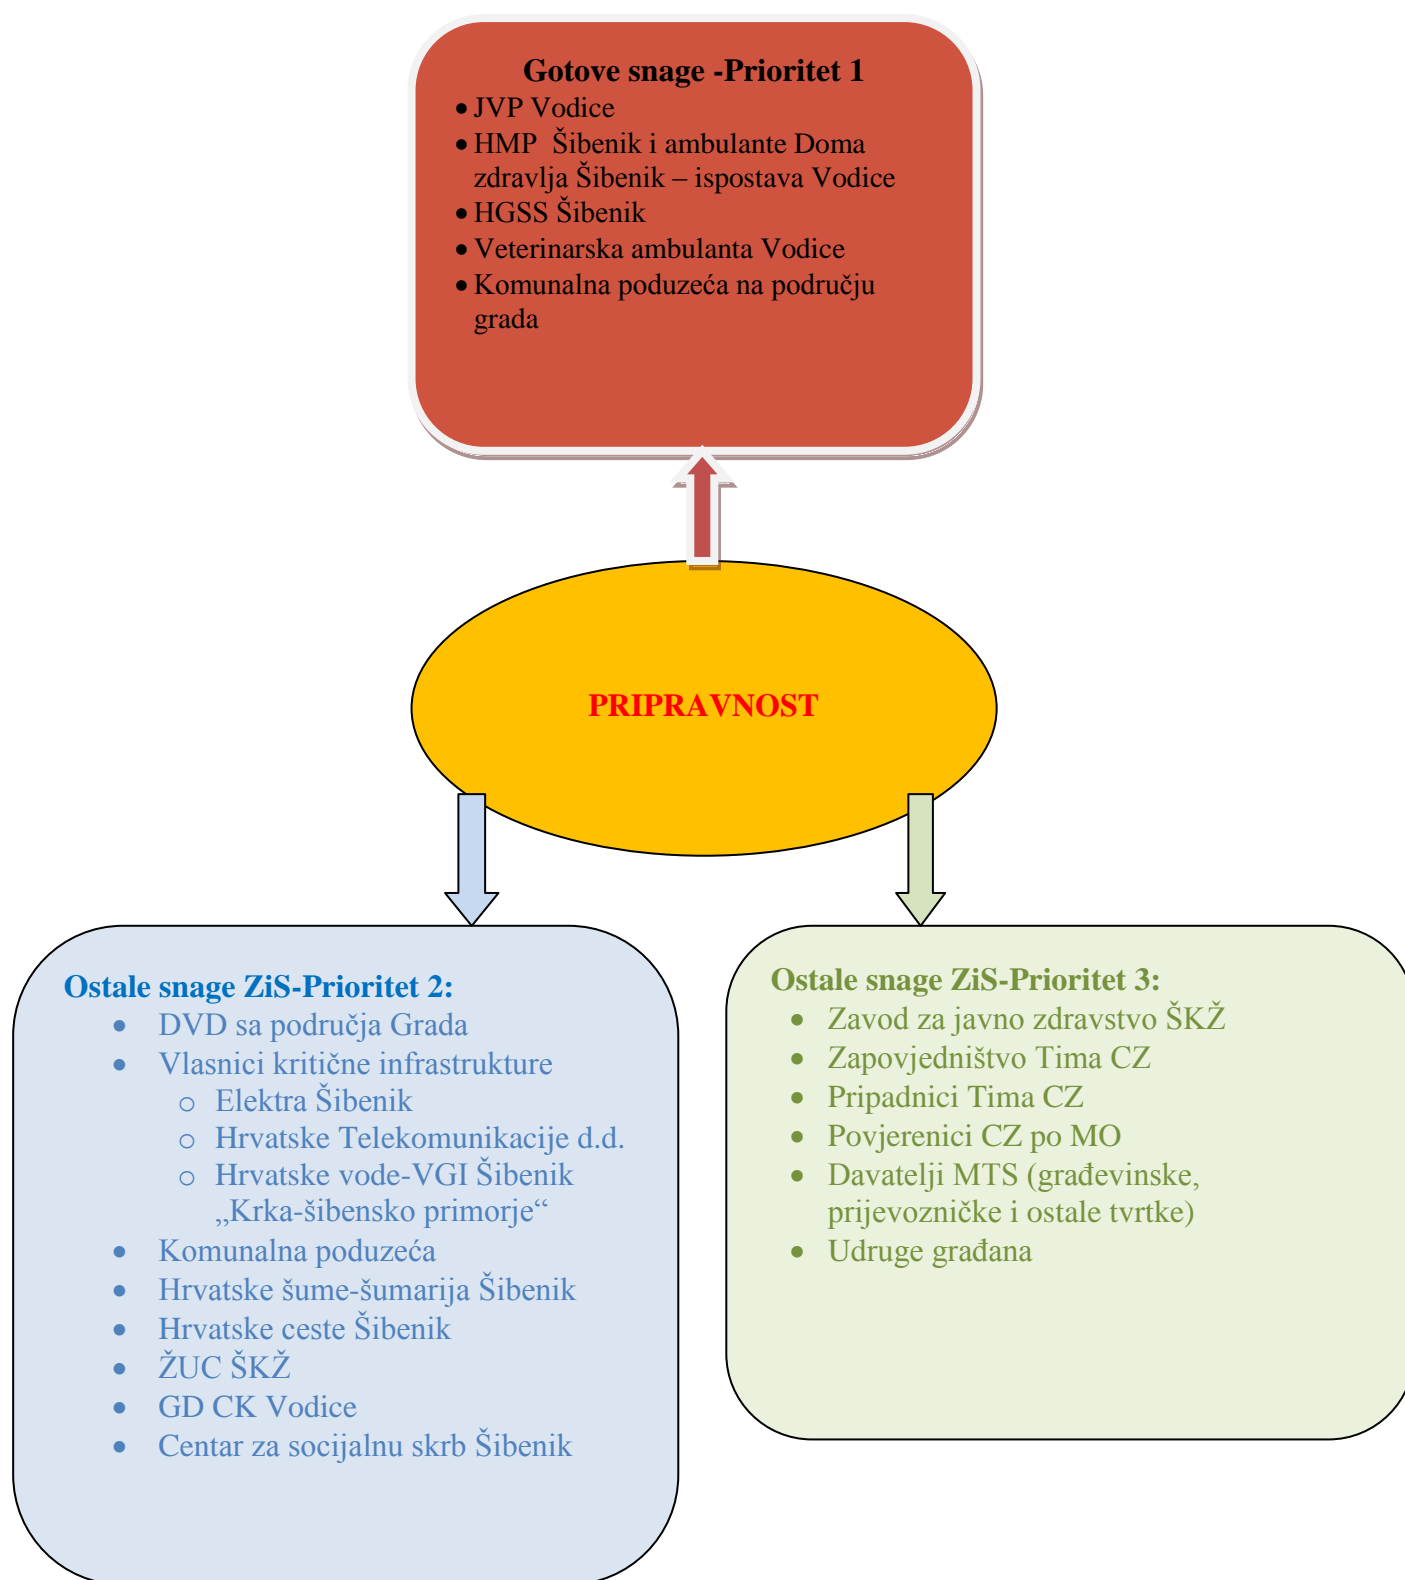 Gotove snage -Prioritet 1
• JVP Vodice
• HMP Šibenik i ambulante Doma
zdravlja Šibenik – ispostava Vodice
• HGSS Šibenik
• Veterinarska ambulanta Vodice
• Komunalna poduzeća na području
grada
PRIPRAVNOST
Ostale snage ZiS-Prioritet 2:
• DVD sa područja Grada
• Vlasnici kritične infrastrukture
o Elektra Šibenik
o Hrvatske Telekomunikacije d.d.
o Hrvatske vode-VGI Šibenik
„Krka-šibensko primorje“
• Komunalna poduzeća
• Hrvatske šume-šumarija Šibenik
• Hrvatske ceste Šibenik
• ŽUC ŠKŽ
• GD CK Vodice
• Centar za socijalnu skrb Šibenik
Ostale snage ZiS-Prioritet 3:
• Zavod za javno zdravstvo ŠKŽ
• Zapovjedništvo Tima CZ
• Pripadnici Tima CZ
• Povjerenici CZ po MO
• Davatelji MTS (građevinske,
prijevozničke i ostale tvrtke)
• Udruge građana